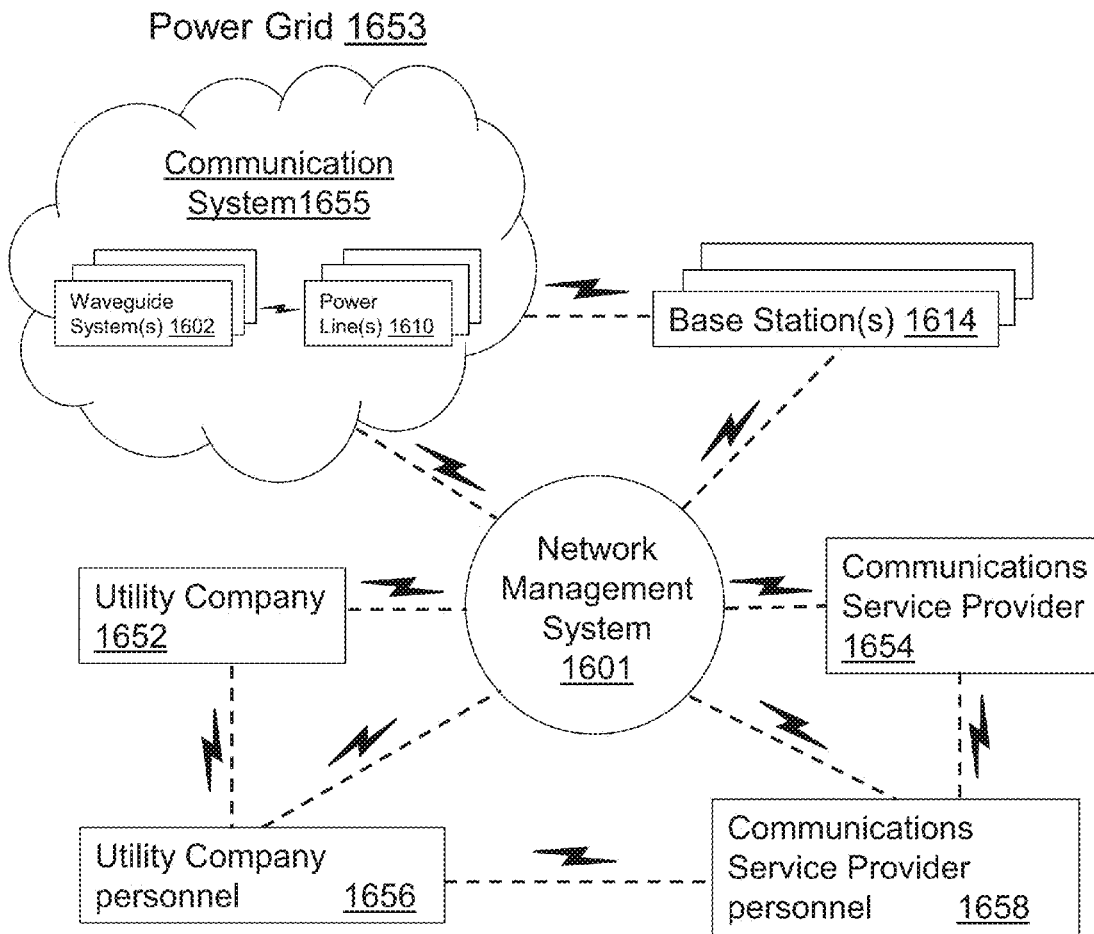 Power Grid 1653
Communication
System1655
Waveguide
System(s) 1602
Power
Line(s) 1610
Base Station(s) 1614
Network
Management
System
1601
Utility Company
1652
Communications
Service Provider
1654
Utility Company
personnel 1656
Communications
Service Provider
personnel 1658